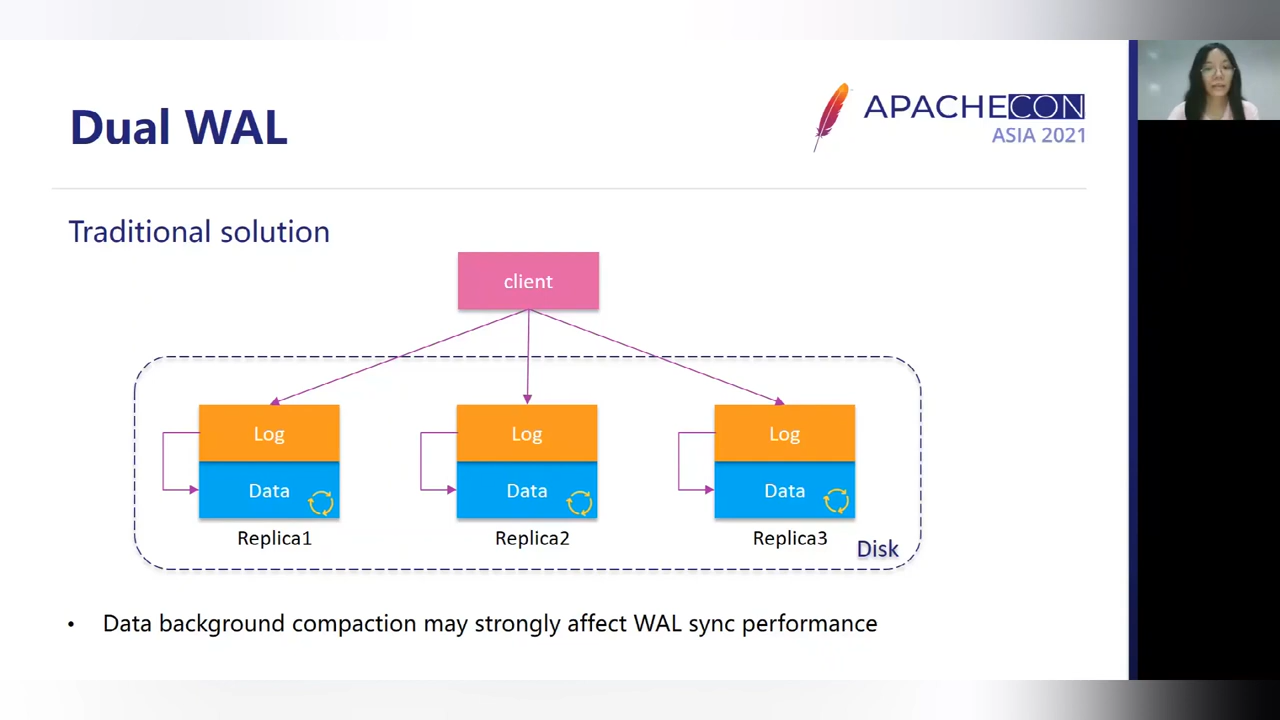 Dual WAL
APACHECON
ASIA 2021
Traditional solution
client
Log
Log
Log
Data
Data
Data
Replica1
Replica2
Replica3
Disk
• Data background compaction may strongly affect WAL sync performance